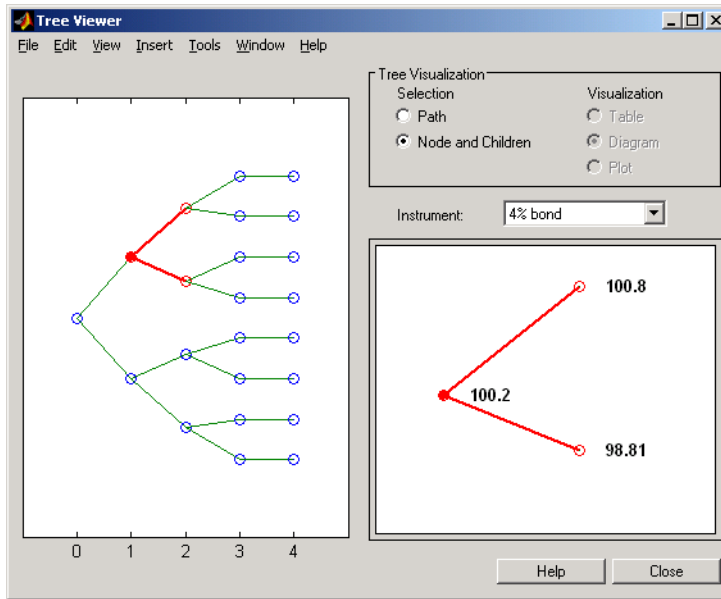 Tree Viewer
File Edit View Insert Tools Window Help
Tree Visualization
Selection
Path
Node and Children
Visualization
Table
Diagram
Plot
Instrument: 4% bond
100.8
100.2
98.81
0 1 2 3 4
Help Close